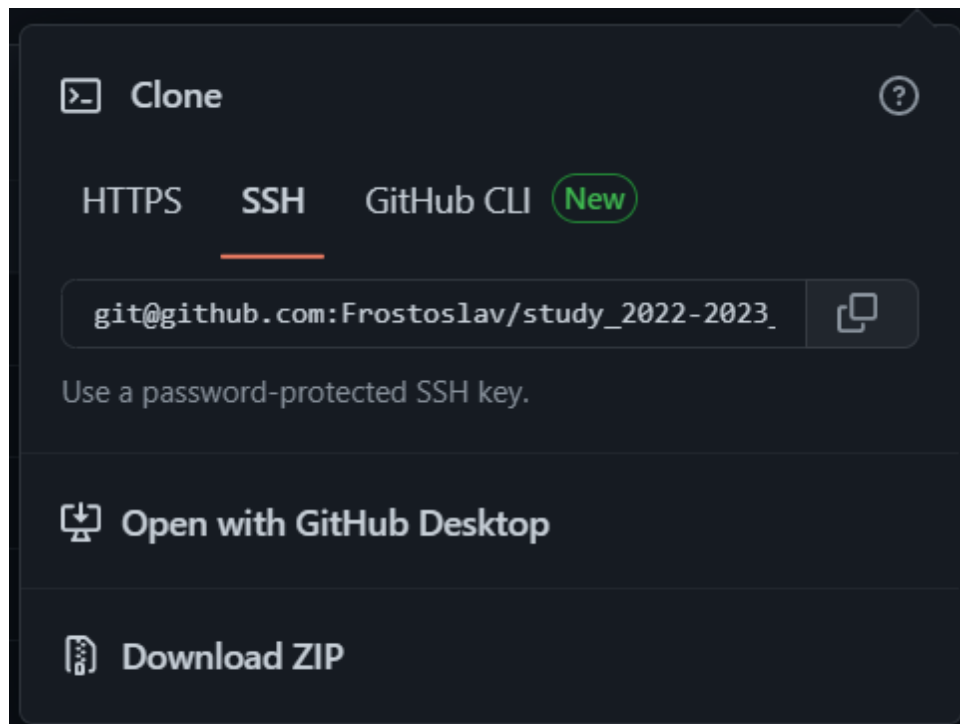 Clone
HTTPS SSH GitHub CLI New
git@github.com:Frostoslav/study_2022-2023_
Use a password-protected SSH key.
Open with GitHub Desktop
Download ZIP